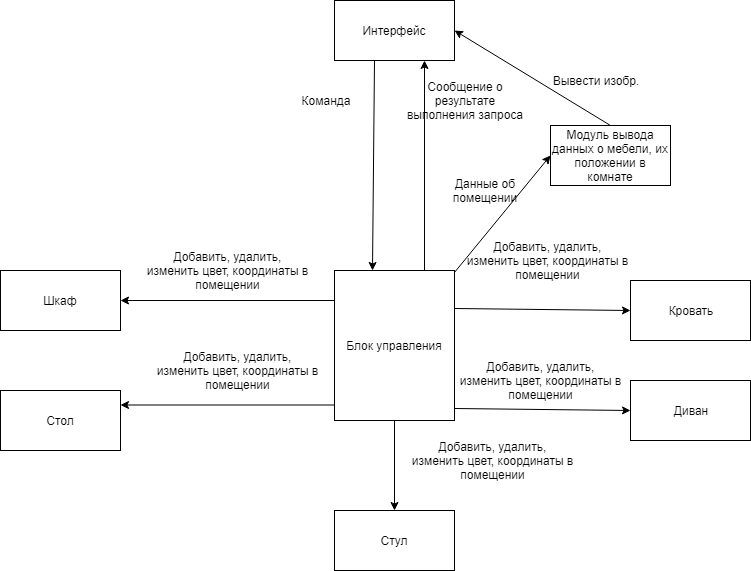 Интерфейс
Команда
Сообщение о
результате
выполнения запроса
Вывести изобр.
Модуль вывода
данных о мебели, их
положении в
комнате
Данные об
помещении
Добавить, удалить,
изменить цвет, координаты в
помещении
Добавить, удалить,
изменить цвет, координаты в
помещении
Шкаф
Блок управления
Кровать
Добавить, удалить,
изменить цвет, координаты в
помещении
Добавить, удалить,
изменить цвет, координаты в
помещении
Стол
Диван
Добавить, удалить,
изменить цвет, координаты в
помещении
Стул